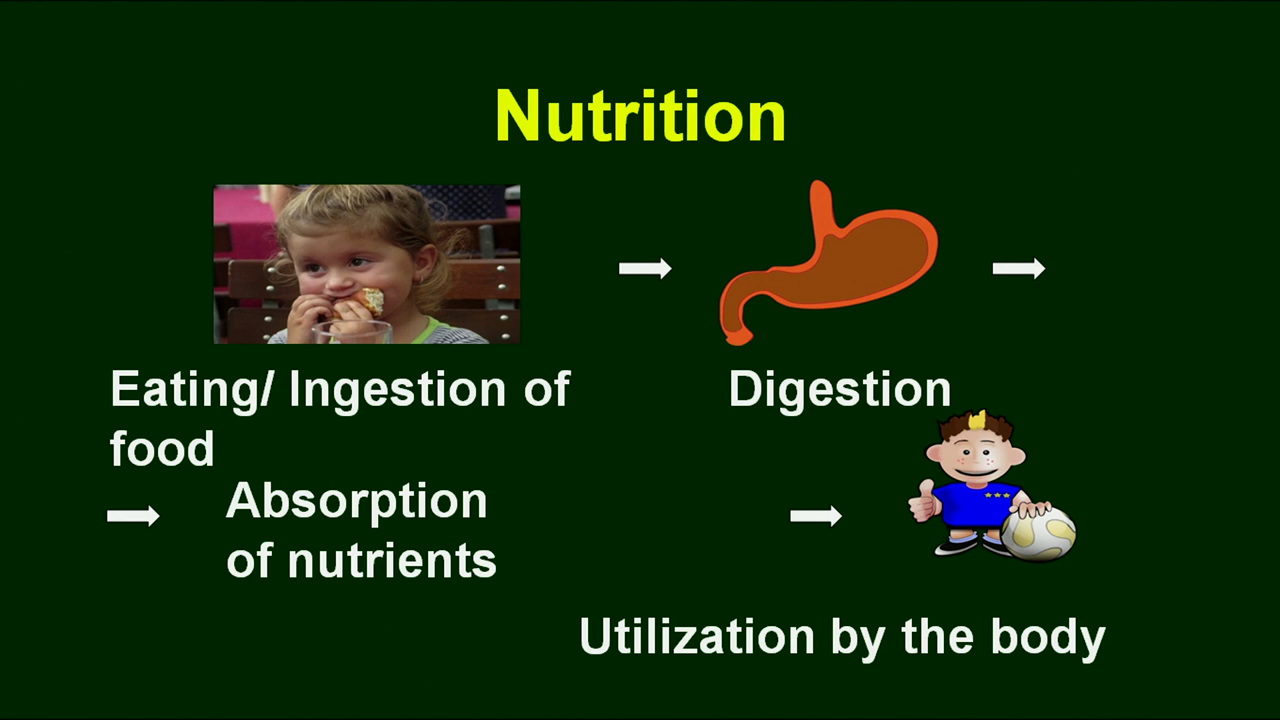 Nutrition
Eating/ Ingestion of
food
Digestion
Absorption
of nutrients
Utilization by the body